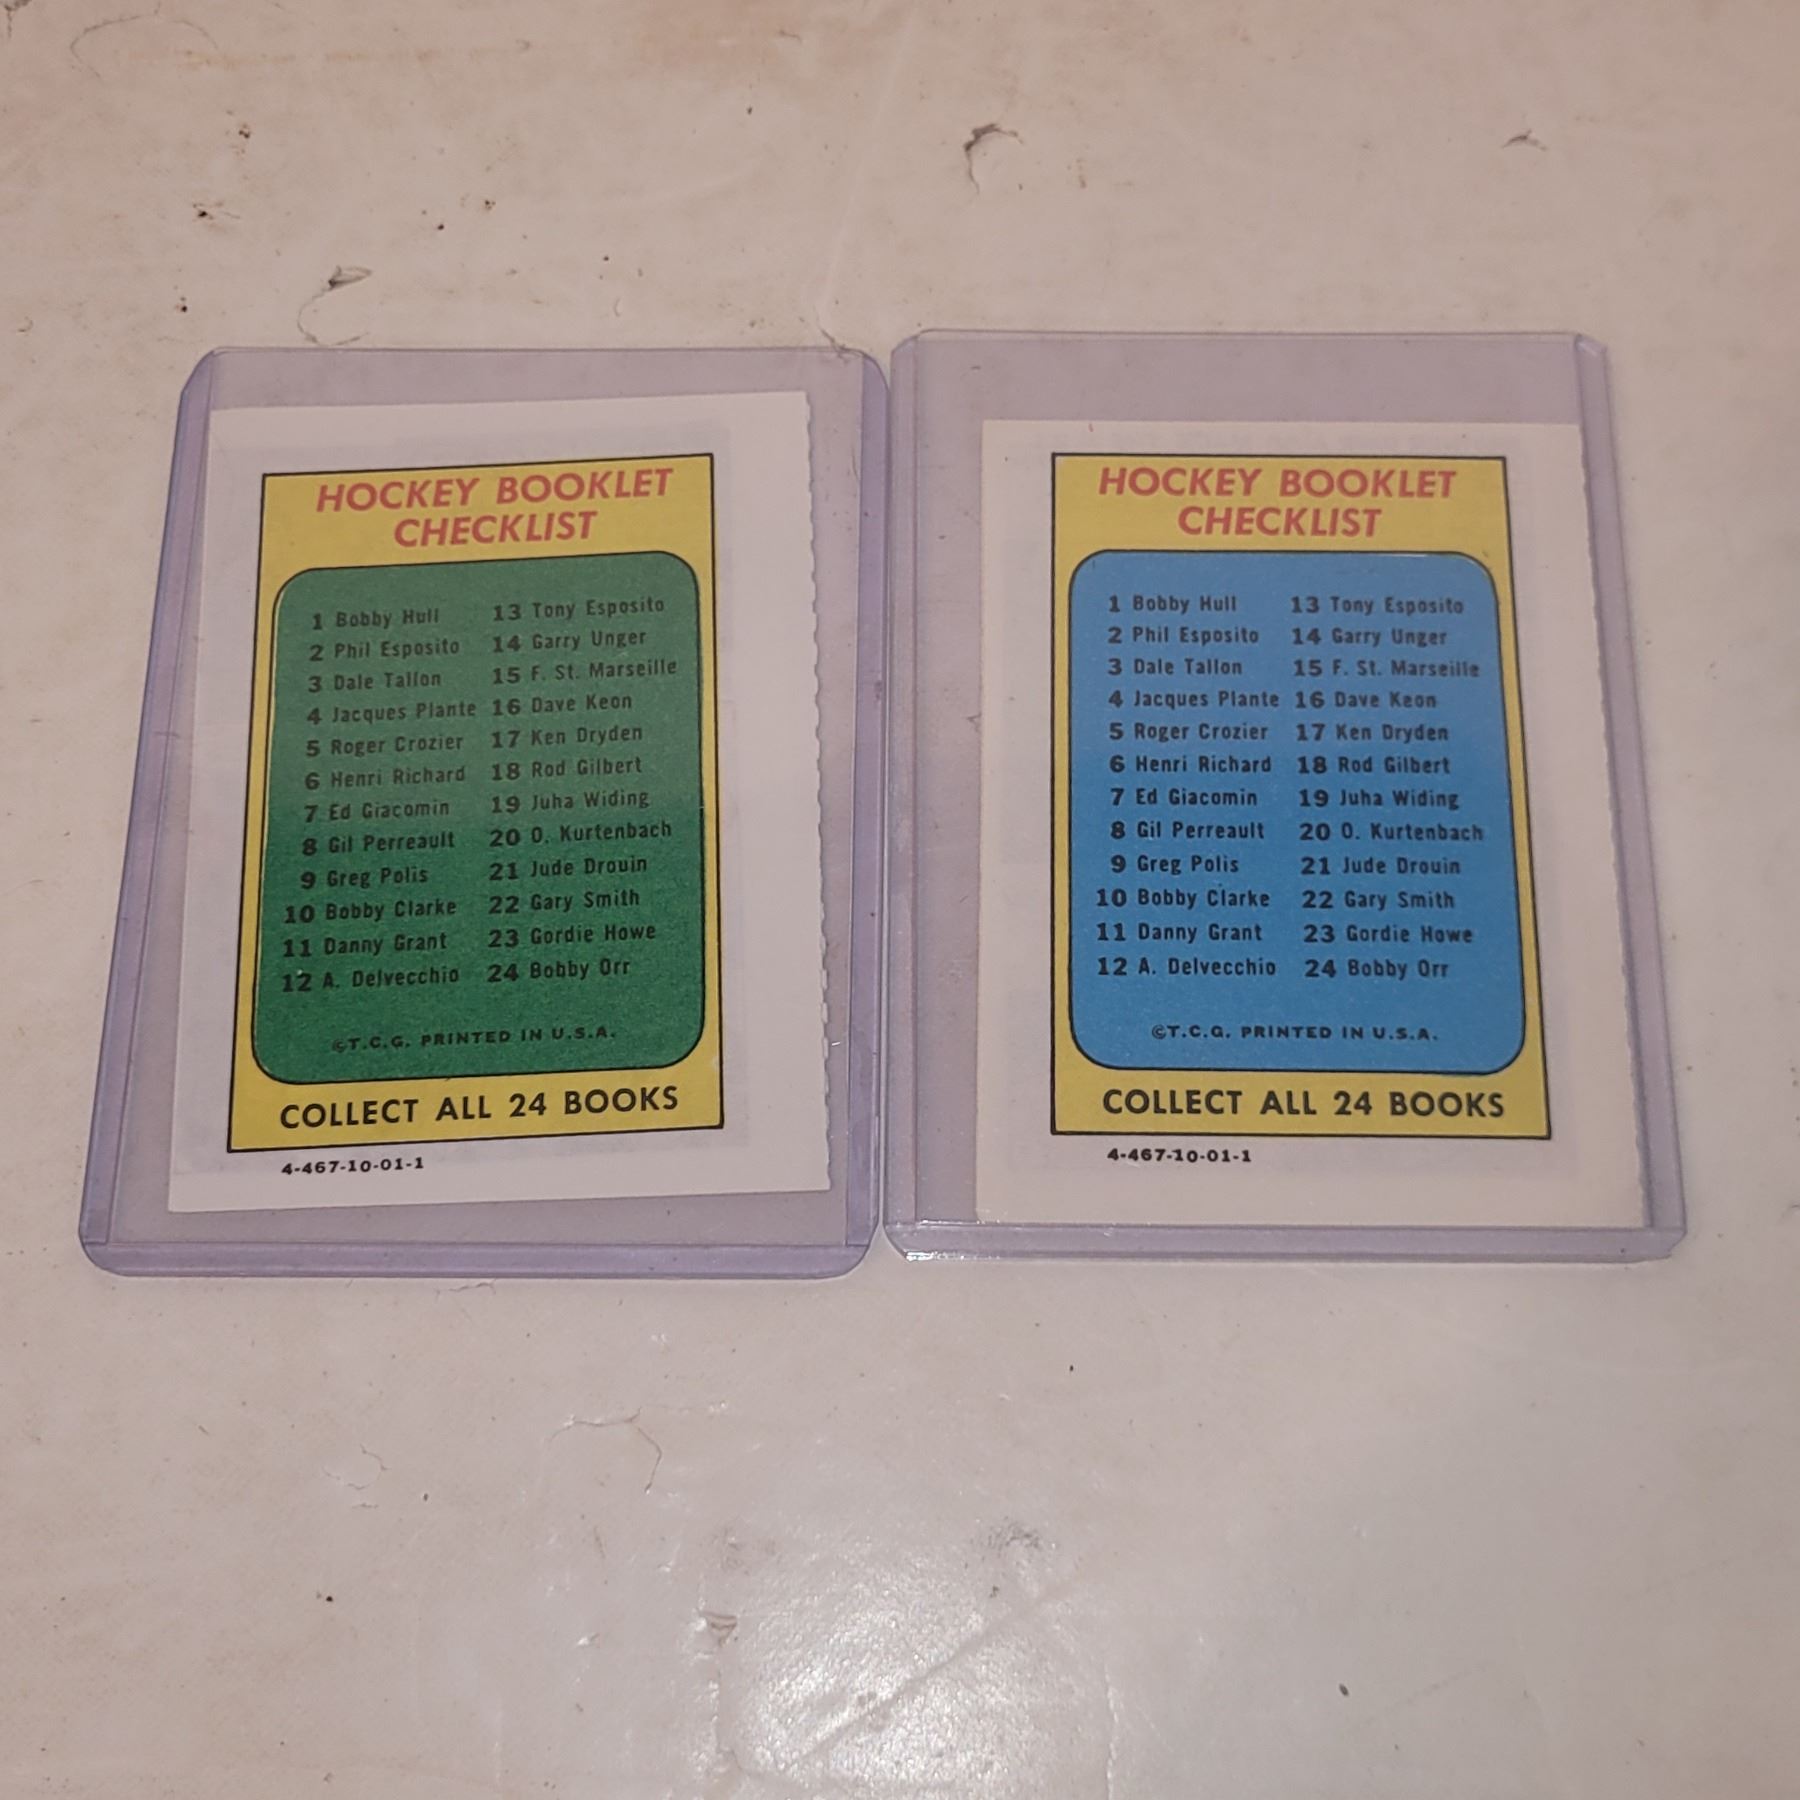 HOCKEY BOOKLET
CHECKLIST
1 Bobby Hull 13 Tony Esposito
2 Phil Esposito 14 Garry Unger
3 Dale Tallon 15 F. St. Marseille
4 Jacques Plante 16 Dave Keon
5 Roger Crozier 17 Ken Dryden
6 Henri Richard 18 Rod Gilbert
7 Ed Giacomin 19 Juha Widing
8 Gil Perreault 20 O. Kurtenbach
9 Greg Polis 21 Jude Drouin
10 Bobby Clarke 22 Gary Smith
11 Danny Grant 23 Gordie Howe
12 A. Delvecchio 24 Bobby Orr
©T.C.G. PRINTED IN U.S.A.
COLLECT ALL 24 BOOKS
4-467-10-01-1
HOCKEY BOOKLET
CHECKLIST
1 Bobby Hull 13 Tony Esposito
2 Phil Esposito 14 Garry Unger
3 Dale Tallon 15 F. St. Marseille
4 Jacques Plante 16 Dave Keon
5 Roger Crozier 17 Ken Dryden
6 Henri Richard 18 Rod Gilbert
7 Ed Giacomin 19 Juha Widing
8 Gil Perreault 20 O. Kurtenbach
9 Greg Polis 21 Jude Drouin
10 Bobby Clarke 22 Gary Smith
11 Danny Grant 23 Gordie Howe
12 A. Delvecchio 24 Bobby Orr
©T.C.G. PRINTED IN U.S.A.
COLLECT ALL 24 BOOKS
4-467-10-01-1